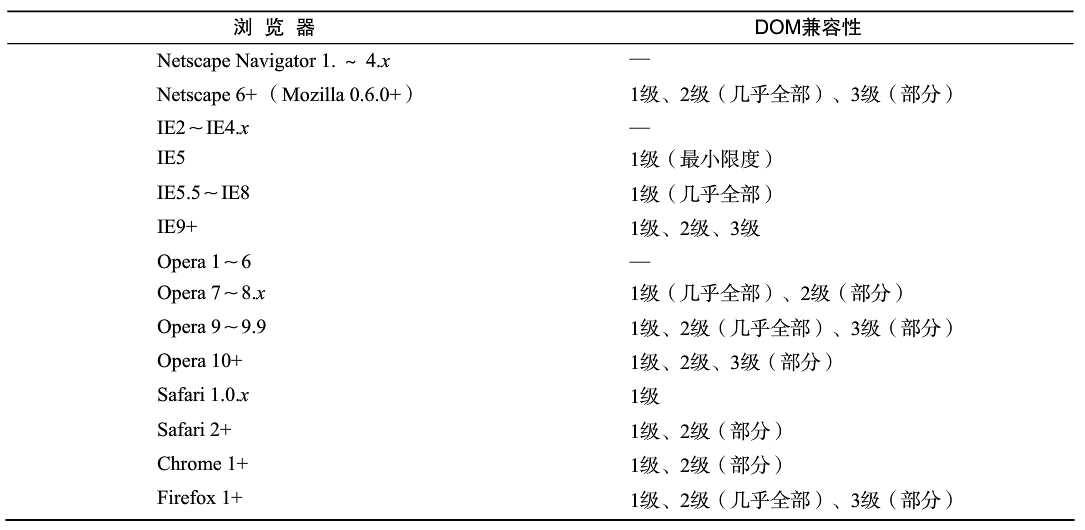 浏 览 器 DOM兼容性
Netscape Navigator 1. ~ 4.x —
Netscape 6+（Mozilla 0.6.0+） 1级、2级（几乎全部）、3级（部分）
IE2～IE4.x —
IE5 1级（最小限度）
IE5.5～IE8 1级（几乎全部）
IE9+ 1级、2级、3级
Opera 1～6 —
Opera 7～8.x 1级（几乎全部）、2级（部分）
Opera 9～9.9 1级、2级（几乎全部）、3级（部分）
Opera 10+ 1级、2级、3级（部分）
Safari 1.0.x 1级
Safari 2+ 1级、2级（部分）
Chrome 1+ 1级、2级（部分）
Firefox 1+ 1级、2级（几乎全部）、3级（部分）